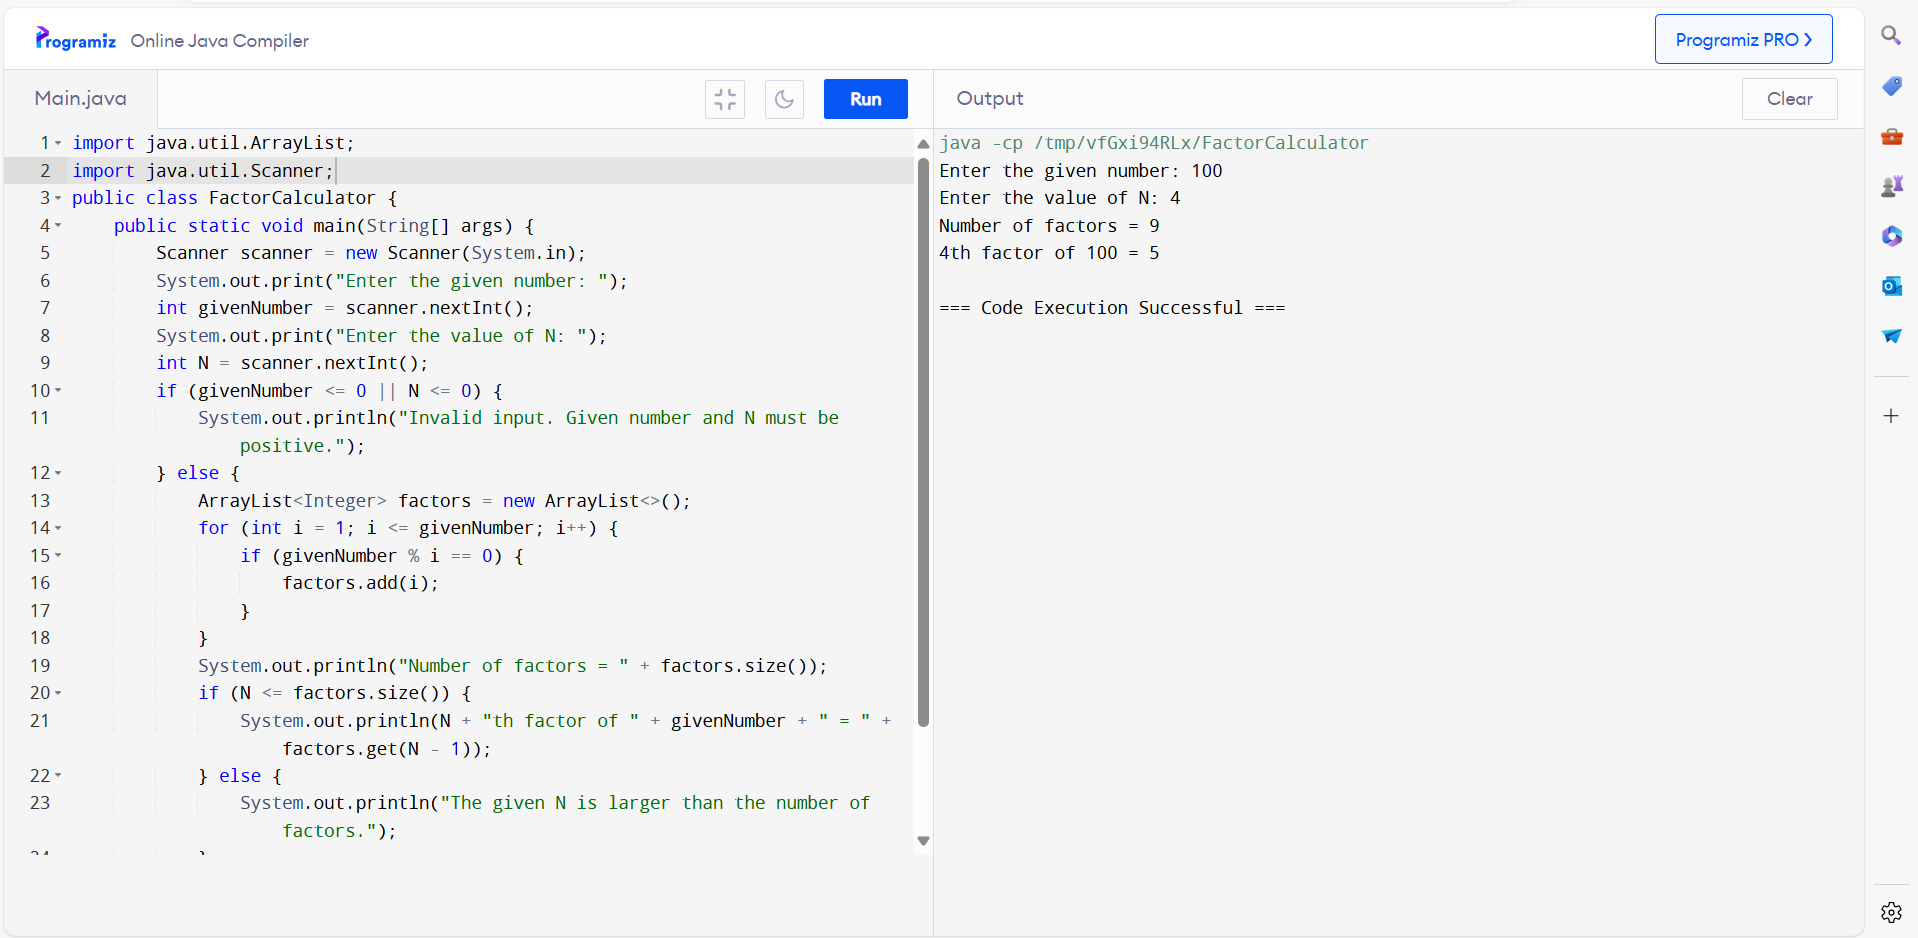 Programiz Online Java Compiler
Programiz PRO
Main.java
Run
Output
Clear
1 import java.util.ArrayList;
2 import java.util.Scanner;
3 public class FactorCalculator {
4 public static void main(String[] args) {
5 Scanner scanner = new Scanner(System.in);
6 System.out.print("Enter the given number: ");
7 int givenNumber = scanner.nextInt();
8 System.out.print("Enter the value of N: ");
9 int N = scanner.nextInt();
10 if (givenNumber <= 0 || N <= 0) {
11 System.out.println("Invalid input. Given number and N must be
positive.");
12 } else {
13 ArrayList<Integer> factors = new ArrayList<>();
14 for (int i = 1; i <= givenNumber; i++) {
15 if (givenNumber % i == 0) {
16 factors.add(i);
17 }
18 }
19 System.out.println("Number of factors = " + factors.size());
20 if (N <= factors.size()) {
21 System.out.println(N + "th factor of " + givenNumber + " = " +
factors.get(N - 1));
22 } else {
23 System.out.println("The given N is larger than the number of
factors.");
java -cp /tmp/vfGxi94RLx/FactorCalculator
Enter the given number: 100
Enter the value of N: 4
Number of factors = 9
4th factor of 100 = 5
=== Code Execution Successful ===